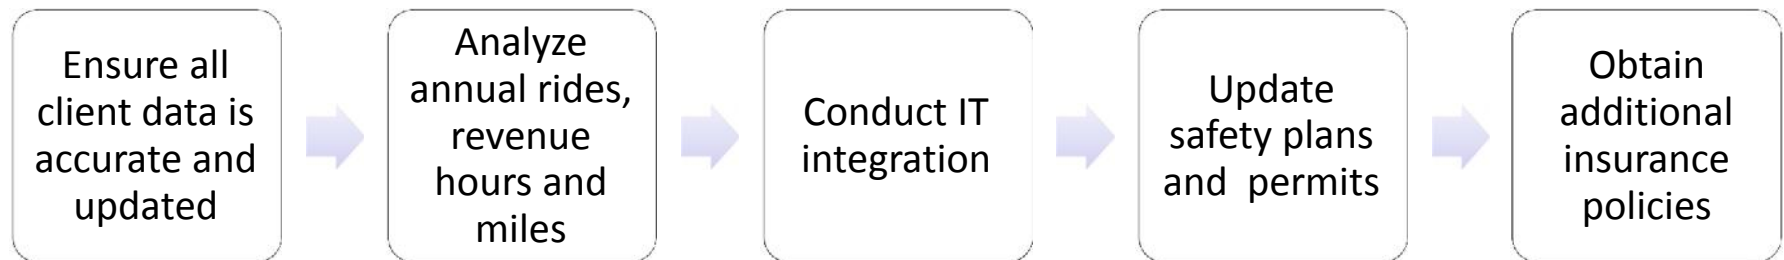 Ensure all
client data is
accurate and
updated
Analyze
annual rides,
revenue
hours and
miles
Conduct IT
integration
Update
safety plans
and  permits
Obtain
additional
insurance
policies